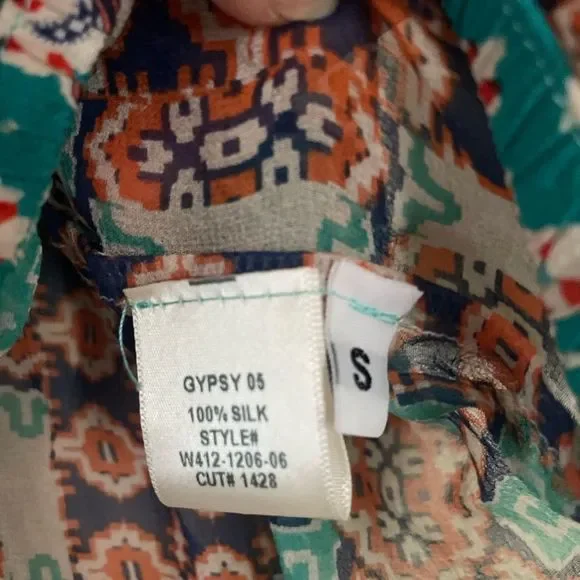 GYPSY 05
100% SILK
STYLE#
W412-1206-06
CUT# 1428
S